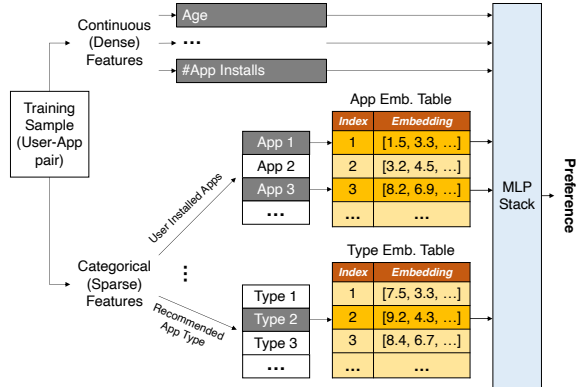 Training
Sample
(User-App
pair)
Continuous
(Dense)
Features
Age
...
#App Installs
Categorical
(Sparse)
Features
User Installed Apps
...
Recommended
App Type
App 1
App 2
App 3
...
App Emb. Table
Index Embedding
1 [1.5, 3.3, ...]
2 [3.2, 4.5, ...]
3 [8.2, 6.9, ...]
... ...
Type 1
Type 2
Type 3
...
Type Emb. Table
Index Embedding
1 [7.5, 3.3, ...]
2 [9.2, 4.3, ...]
3 [8.4, 6.7, ...]
... ...
MLP
Stack
Preference